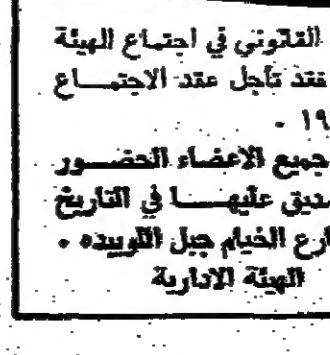 القانوني في اجتماع الهيئة
فقد تأجل عقد الاجتماع
١٩ .
جميع الاعضاء الحضور
صديق عليها في التاريخ
ارع الخيام جبل اللويبده .
الهيئة الادارية